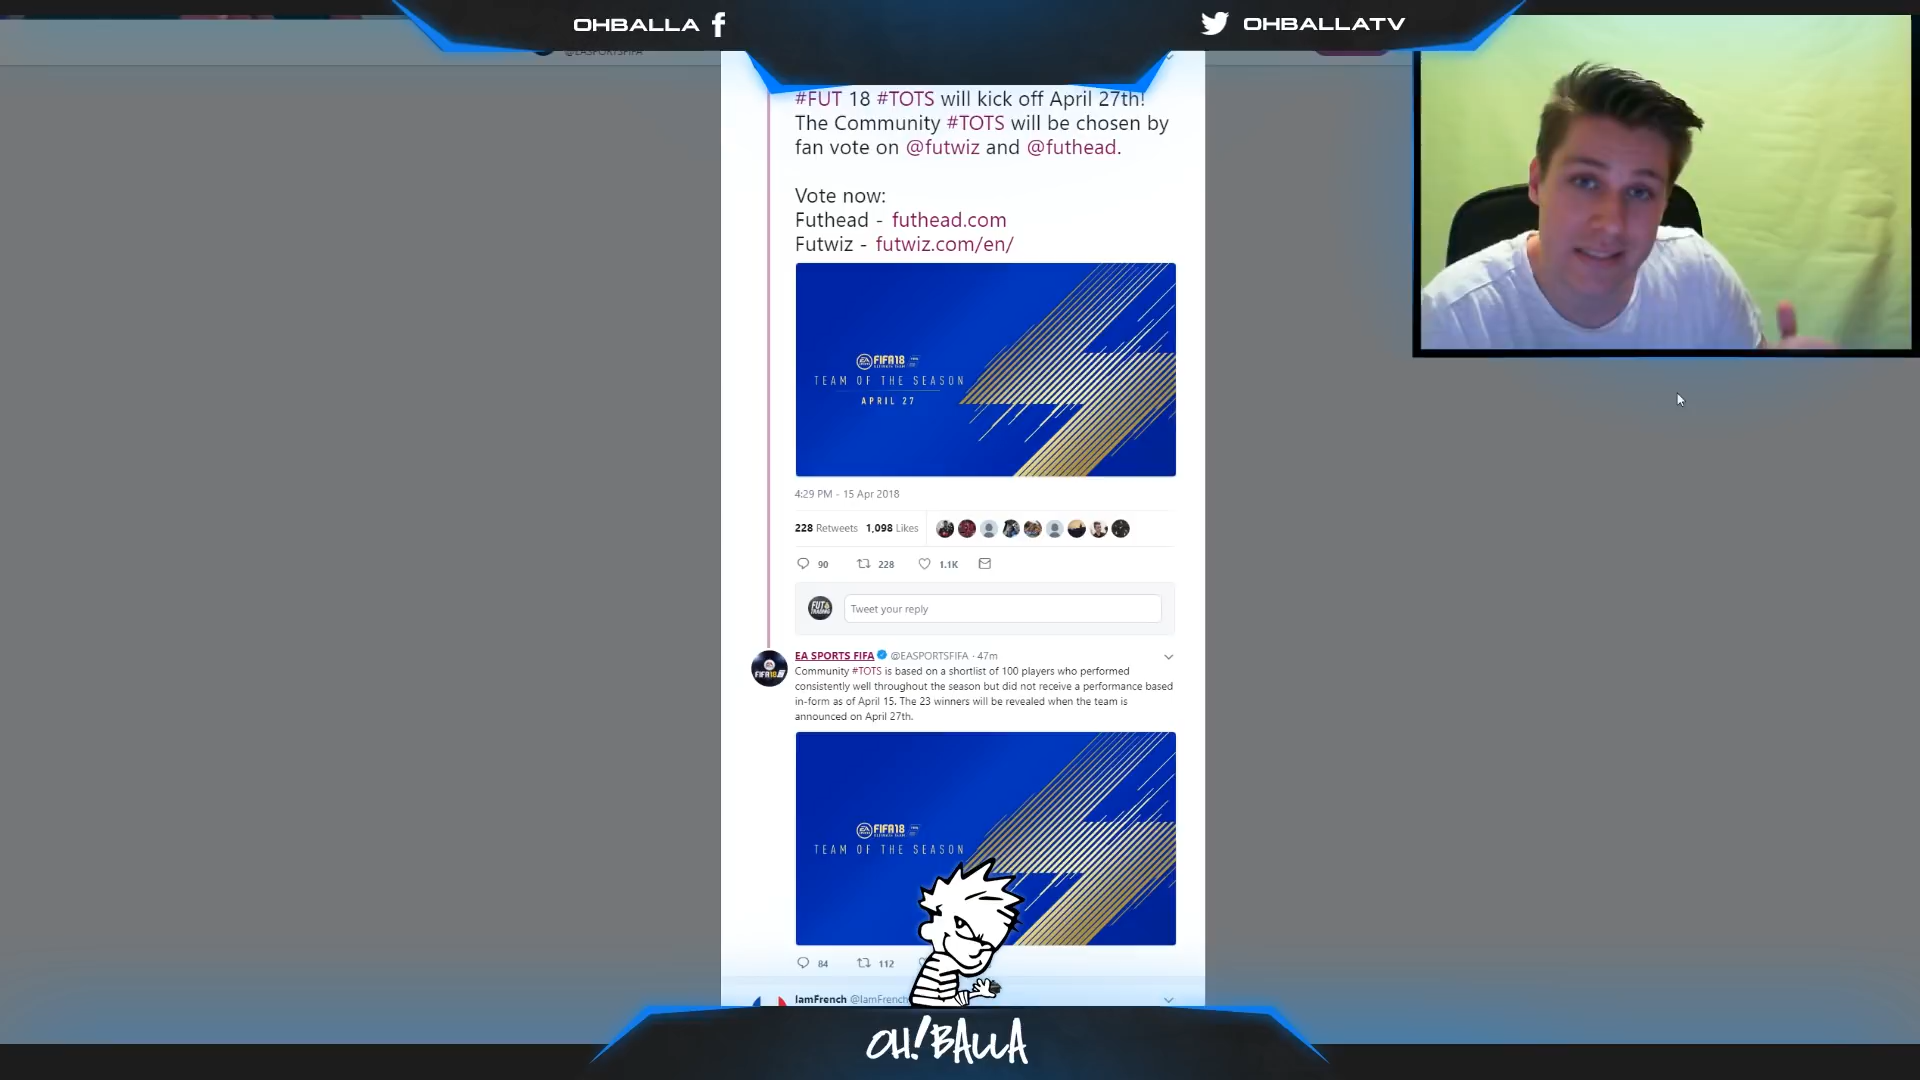 OHBALLA
OHBALLATV
@EASPORTSFIFA
#FUT 18 #TOTS will kick off April 27th!
The Community #TOTS will be chosen by
fan vote on @futwiz and @futhead.
Vote now:
Futhead - futhead.com
Futwiz - futwiz.com/en/
FIFA18
TEAM OF THE SEASON
APRIL 27
4:29 PM - 15 Apr 2018
228 Retweets 1,098 Likes
90 228 1.1K
FUT
TRADING
Tweet your reply
EA SPORTS FIFA @EASPORTSFIFA · 47m
Community #TOTS is based on a shortlist of 100 players who performed
consistently well throughout the season but did not receive a performance based
in-form as of April 15. The 23 winners will be revealed when the team is
announced on April 27th.
FIFA18
FIFA18
TEAM OF THE SEASON
84 112
IamFrench @IamFrench
OH!BALLA